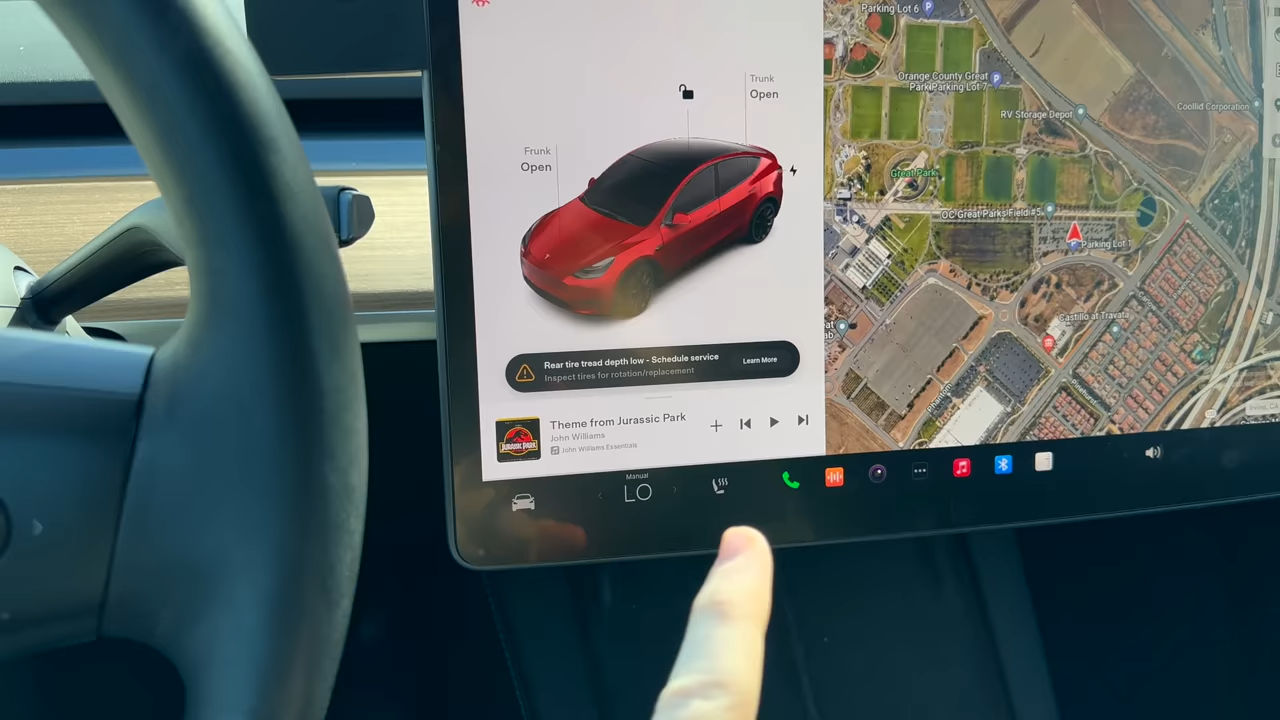 Parking Lot 6
Orange County Great
Park Parking Lot 7
RV Storage Depot
Coollid Corporation
Great Park
OC Great Parks Field #5
Parking Lot 1
Castillo at Travata
Trunk
Open
Frunk
Open
Rear tire tread depth low - Schedule service
Inspect tires for rotation/replacement
Learn More
Theme from Jurassic Park
John Williams
John Williams Essentials
JURASSIC PARK
Manual
LO
Phantom
Pinehurst